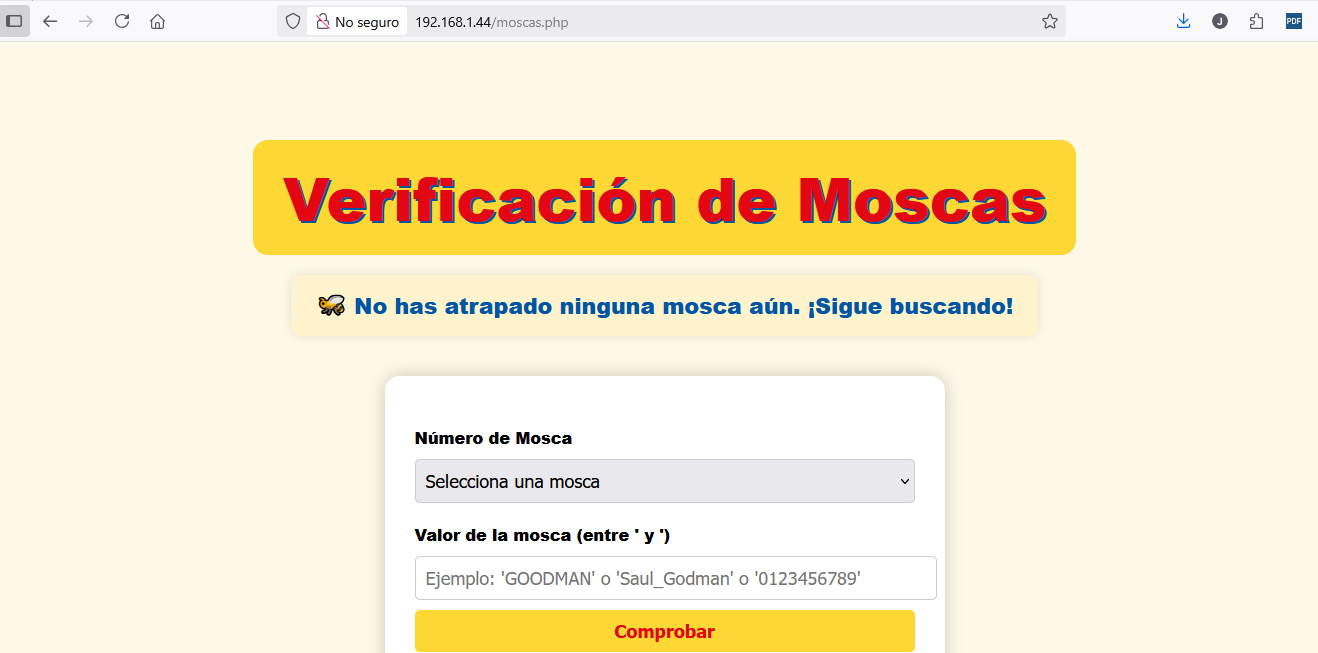 No seguro
192.168.1.44/moscas.php
J
PDF
Verificación de Moscas
No has atrapado ninguna mosca aún. ¡Sigue buscando!
Número de Mosca
Selecciona una mosca
Valor de la mosca (entre ' y ')
Ejemplo: 'GOODMAN' o 'Saul_Godman' o '0123456789'
Comprobar